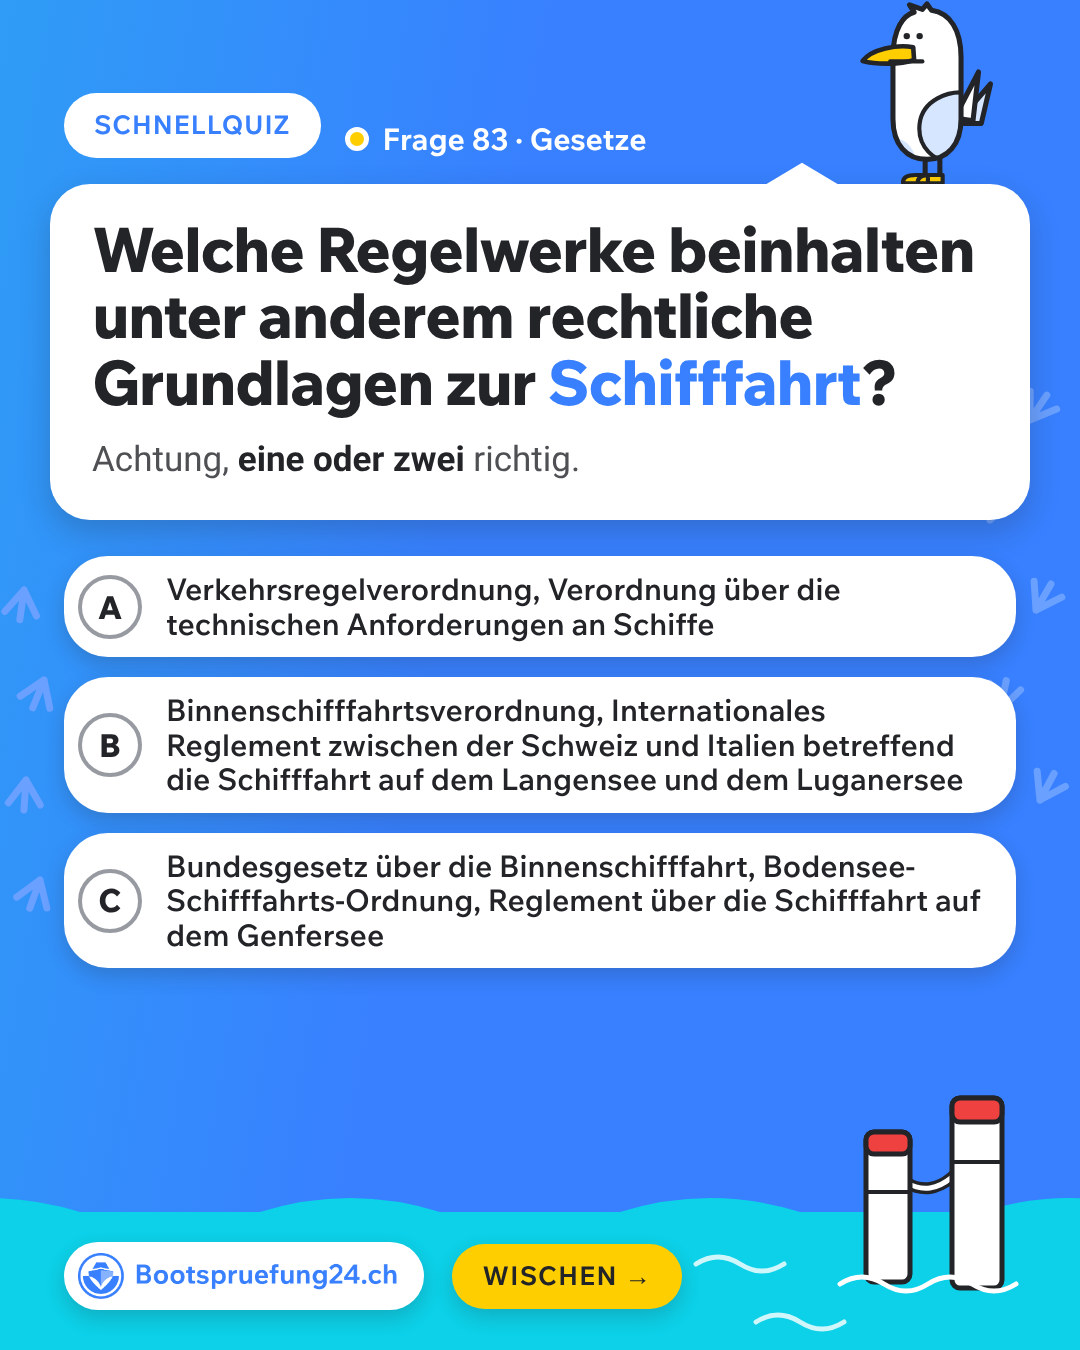 SCHNELLQUIZ
Frage 83 · Gesetze
Welche Regelwerke beinhalten
unter anderem rechtliche
Grundlagen zur Schifffahrt?
Achtung, eine oder zwei richtig.
A
Verkehrsregelverordnung, Verordnung über die
technischen Anforderungen an Schiffe
B
Binnenschifffahrtsverordnung, Internationales
Reglement zwischen der Schweiz und Italien betreffend
die Schifffahrt auf dem Langensee und dem Luganersee
C
Bundesgesetz über die Binnenschifffahrt, Bodensee-
Schifffahrts-Ordnung, Reglement über die Schifffahrt auf
dem Genfersee
Bootspruefung24.ch
WISCHEN →